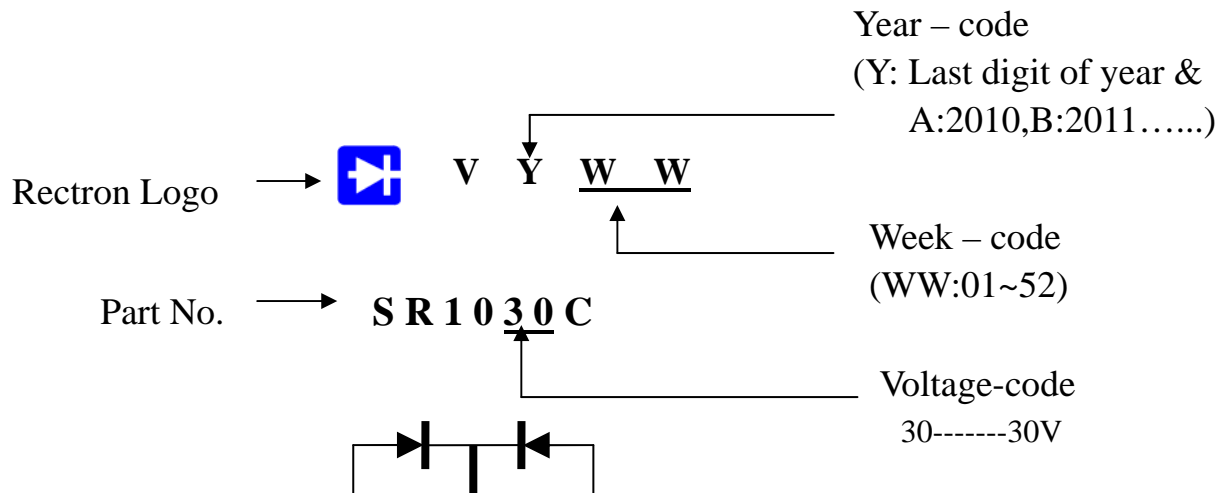 Year – code
(Y: Last digit of year &
A:2010,B:2011…...)
Rectron Logo
V Y W W
Week – code
(WW:01~52)
Part No.
S R 1 0 3 0 C
Voltage-code
30-------30V